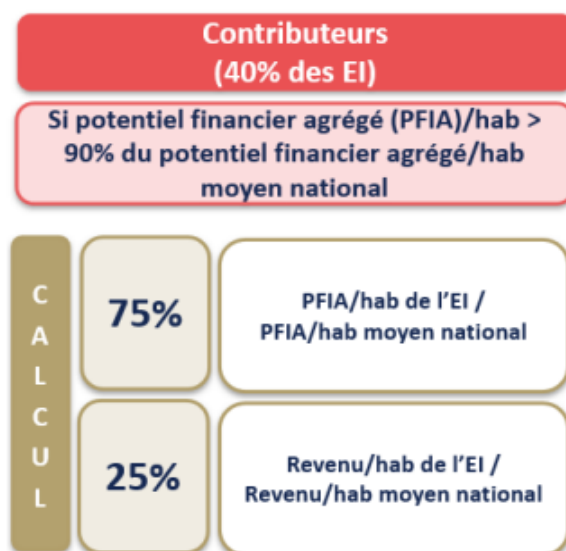 Contributeurs
(40% des EI)
Si potentiel financier agrégé (PFIA)/hab >
90% du potentiel financier agrégé/hab
moyen national
CALCUL
75%
PFIA/hab de l'EI /
PFIA/hab moyen national
25%
Revenu/hab de l'EI /
Revenu/hab moyen national